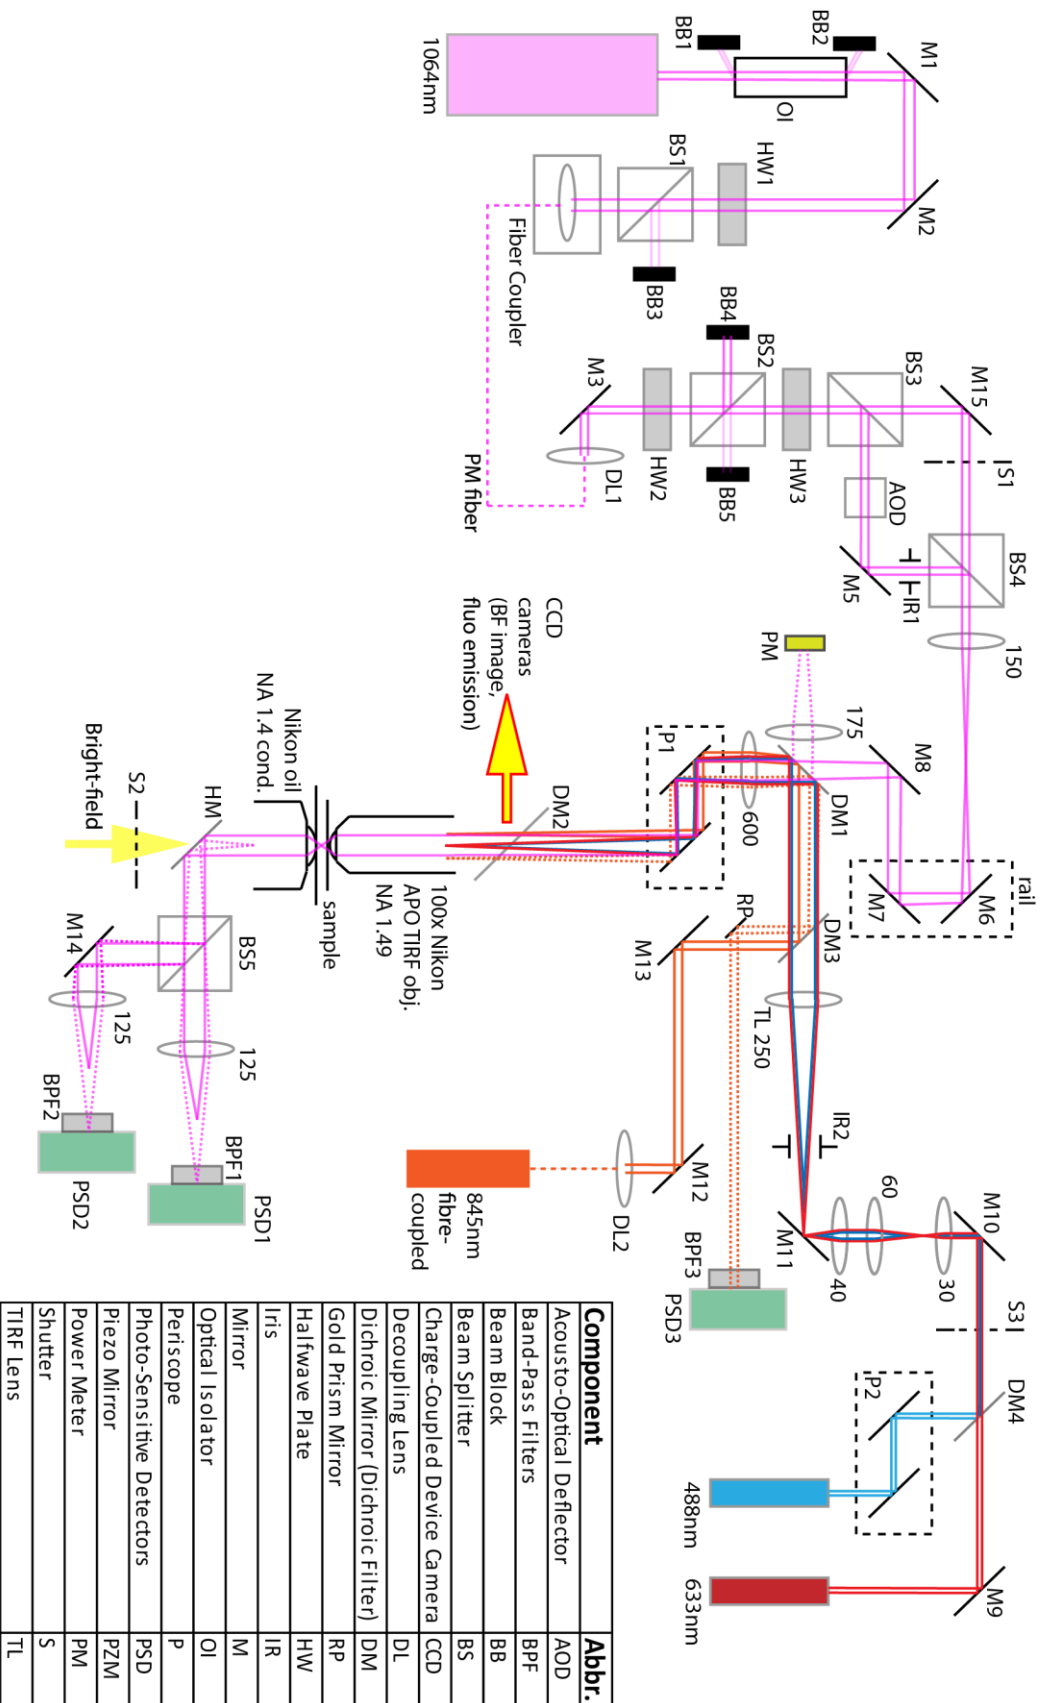 1064nm
BB1
BB2
OI
M1
M2
HW1
BS1
BB3
Fiber Coupler
PM fiber
DL1
M3
HW2
BS2
BB4
BB5
HW3
BS3
M15
S1
AOD
M5
IR1
BS4
150
rail
M6
M7
M8
PM
175
DM1
600
P1
DM2
CCD
cameras
(BF image,
fluo emission)
100x Nikon
APO TIRF obj.
NA 1.49
sample
Nikon oil
NA 1.4 cond.
HM
S2
Bright-field
BS5
M14
125
125
BPF2
PSD2
BPF1
PSD1
DM3
RP
M13
TL 250
IR2
M11
40
60
30
M10
S3
DM4
P2
488nm
633nm
M9
M12
DL2
845nm
fibre-
coupled
BPF3
PSD3
Component Abbr.
Acousto-Optical Deflector AOD
Band-Pass Filters BPF
Beam Block BB
Beam Splitter BS
Charge-Coupled Device Camera CCD
Decoupling Lens DL
Dichroic Mirror (Dichroic Filter) DM
Gold Prism Mirror RP
Halfwave Plate HW
Iris IR
Mirror M
Optical Isolator OI
Periscope P
Photo-Sensitive Detectors PSD
Piezo Mirror PZM
Power Meter PM
Shutter S
TIRF Lens TL